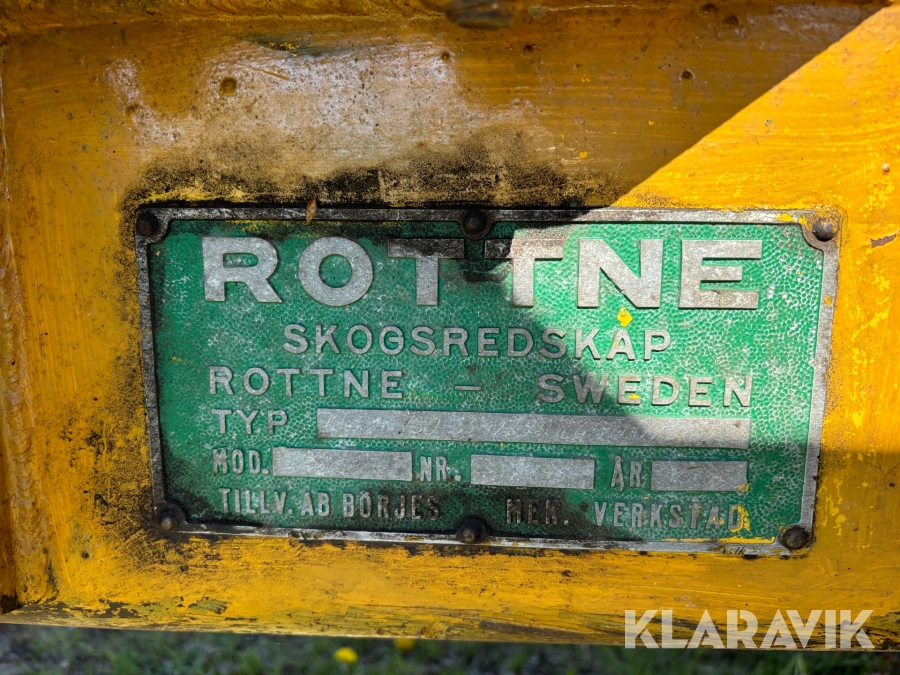 ROTTNE
SKOGSREDSKAP
ROTTNE – SWEDEN
TYP
MOD. NR. ÅR
TILLV. AB BÖRJES MEK. VERKSTAD
KLARAVIK